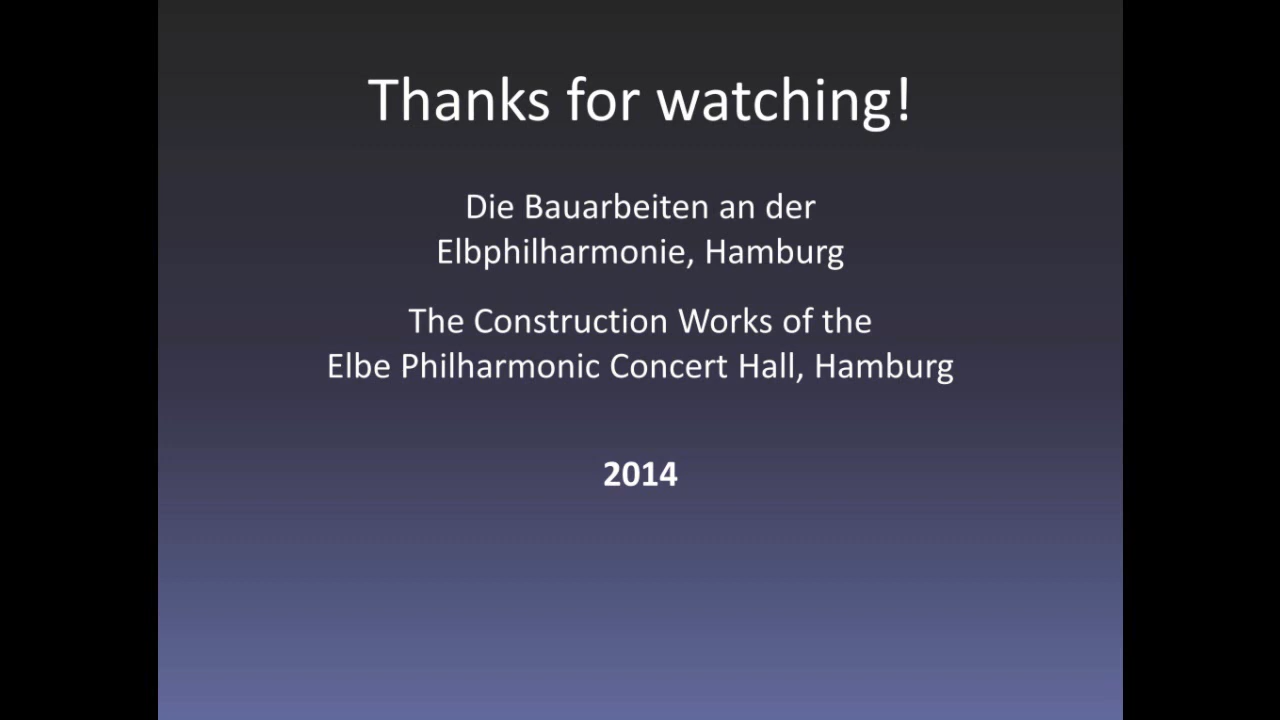 Thanks for watching!
Die Bauarbeiten an der
Elbphilharmonie, Hamburg
The Construction Works of the
Elbe Philharmonic Concert Hall, Hamburg
2014